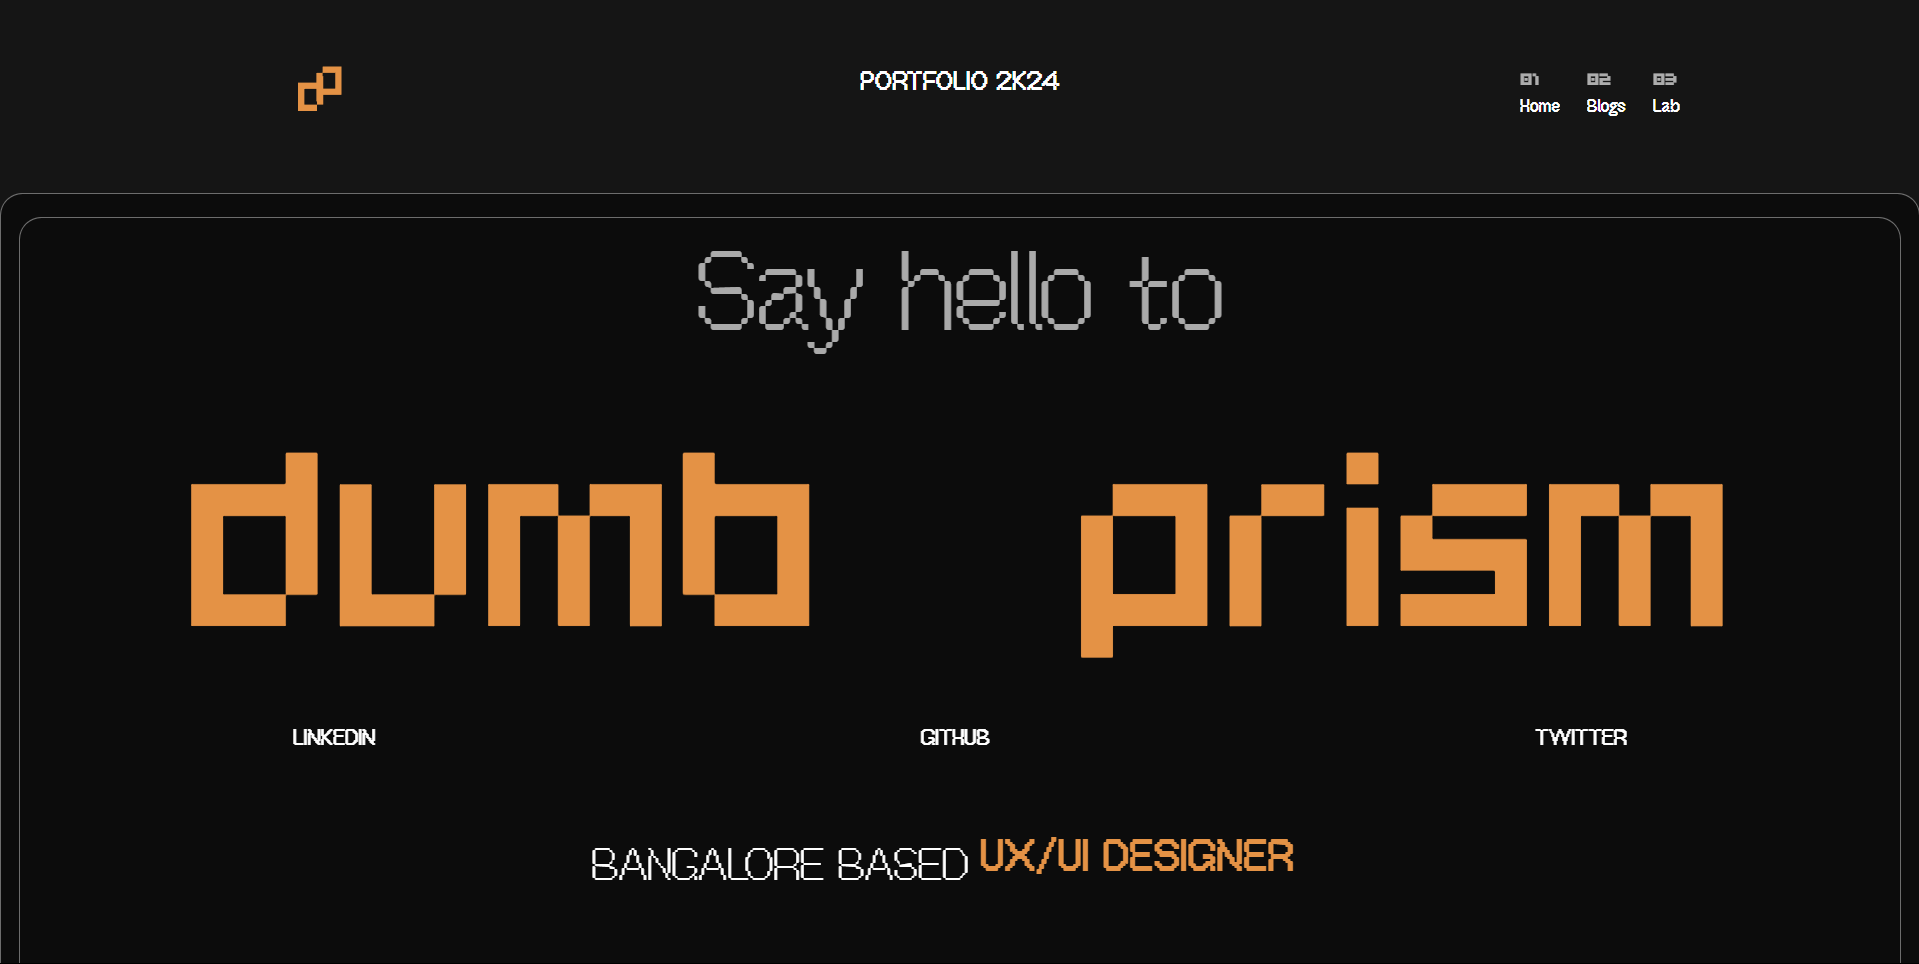 PORTFOLIO 2K24
01 02 03
Home Blogs Lab
Say hello to
dumb prism
LINKEDIN GITHUB TWITTER
BANGALORE BASED UX/UI DESIGNER